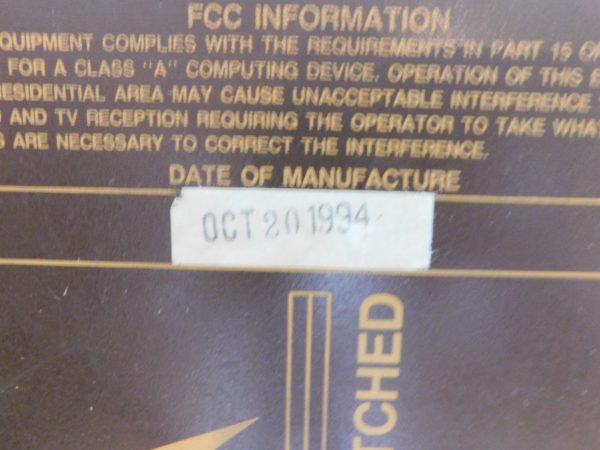 FCC INFORMATION
EQUIPMENT COMPLIES WITH THE REQUIREMENTS IN PART 15 OF
FOR A CLASS "A" COMPUTING DEVICE. OPERATION OF THIS E
RESIDENTIAL AREA MAY CAUSE UNACCEPTABLE INTERFERENCE
AND TV RECEPTION REQUIRING THE OPERATOR TO TAKE WHAT
ARE NECESSARY TO CORRECT THE INTERFERENCE.
DATE OF MANUFACTURE
OCT 20 1994
TCHED